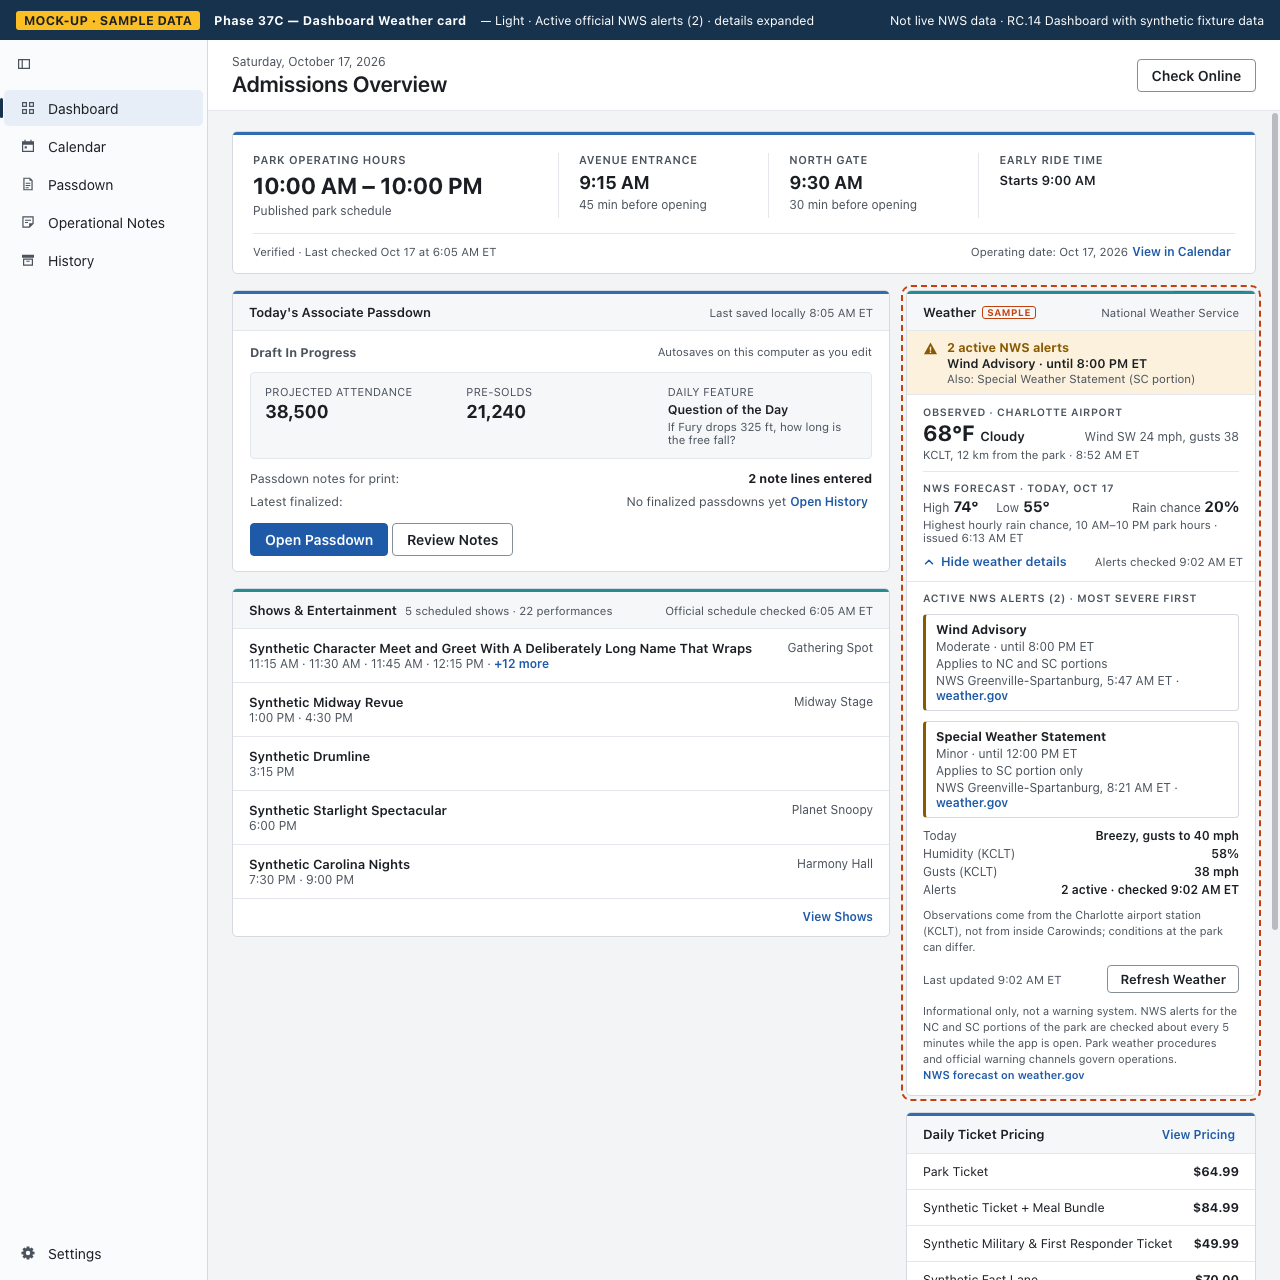 MOCK-UP · SAMPLE DATA Phase 37C — Dashboard Weather card — Light · Active official NWS alerts (2) · details expanded Not live NWS data · RC.14 Dashboard with synthetic fixture data
Dashboard
Calendar
Passdown
Operational Notes
History
Settings
Saturday, October 17, 2026
Admissions Overview
Check Online
PARK OPERATING HOURS
10:00 AM – 10:00 PM
Published park schedule
AVENUE ENTRANCE
9:15 AM
45 min before opening
NORTH GATE
9:30 AM
30 min before opening
EARLY RIDE TIME
Starts 9:00 AM
Verified · Last checked Oct 17 at 6:05 AM ET
Operating date: Oct 17, 2026 View in Calendar
Today's Associate Passdown
Last saved locally 8:05 AM ET
Draft In Progress
Autosaves on this computer as you edit
PROJECTED ATTENDANCE
38,500
PRE-SOLDS
21,240
DAILY FEATURE
Question of the Day
If Fury drops 325 ft, how long is
the free fall?
Passdown notes for print:
2 note lines entered
Latest finalized:
No finalized passdowns yet Open History
Open Passdown
Review Notes
Shows & Entertainment 5 scheduled shows · 22 performances
Official schedule checked 6:05 AM ET
Synthetic Character Meet and Greet With A Deliberately Long Name That Wraps
Gathering Spot
11:15 AM · 11:30 AM · 11:45 AM · 12:15 PM · +12 more
Synthetic Midway Revue
Midway Stage
1:00 PM · 4:30 PM
Synthetic Drumline
3:15 PM
Synthetic Starlight Spectacular
Planet Snoopy
6:00 PM
Synthetic Carolina Nights
Harmony Hall
7:30 PM · 9:00 PM
View Shows
Weather SAMPLE
National Weather Service
2 active NWS alerts
Wind Advisory · until 8:00 PM ET
Also: Special Weather Statement (SC portion)
OBSERVED · CHARLOTTE AIRPORT
68°F Cloudy
Wind SW 24 mph, gusts 38
KCLT, 12 km from the park · 8:52 AM ET
NWS FORECAST · TODAY, OCT 17
High 74° Low 55°
Rain chance 20%
Highest hourly rain chance, 10 AM–10 PM park hours ·
issued 6:13 AM ET
Hide weather details
Alerts checked 9:02 AM ET
ACTIVE NWS ALERTS (2) · MOST SEVERE FIRST
Wind Advisory
Moderate · until 8:00 PM ET
Applies to NC and SC portions
NWS Greenville-Spartanburg, 5:47 AM ET ·
weather.gov
Special Weather Statement
Minor · until 12:00 PM ET
Applies to SC portion only
NWS Greenville-Spartanburg, 8:21 AM ET ·
weather.gov
Today Breezy, gusts to 40 mph
Humidity (KCLT) 58%
Gusts (KCLT) 38 mph
Alerts 2 active · checked 9:02 AM ET
Observations come from the Charlotte airport station
(KCLT), not from inside Carowinds; conditions at the park
can differ.
Last updated 9:02 AM ET
Refresh Weather
Informational only, not a warning system. NWS alerts for the
NC and SC portions of the park are checked about every 5
minutes while the app is open. Park weather procedures
and official warning channels govern operations.
NWS forecast on weather.gov
Daily Ticket Pricing
View Pricing
Park Ticket $64.99
Synthetic Ticket + Meal Bundle $84.99
Synthetic Military & First Responder Ticket $49.99
Synthetic Fast Lane $70.00